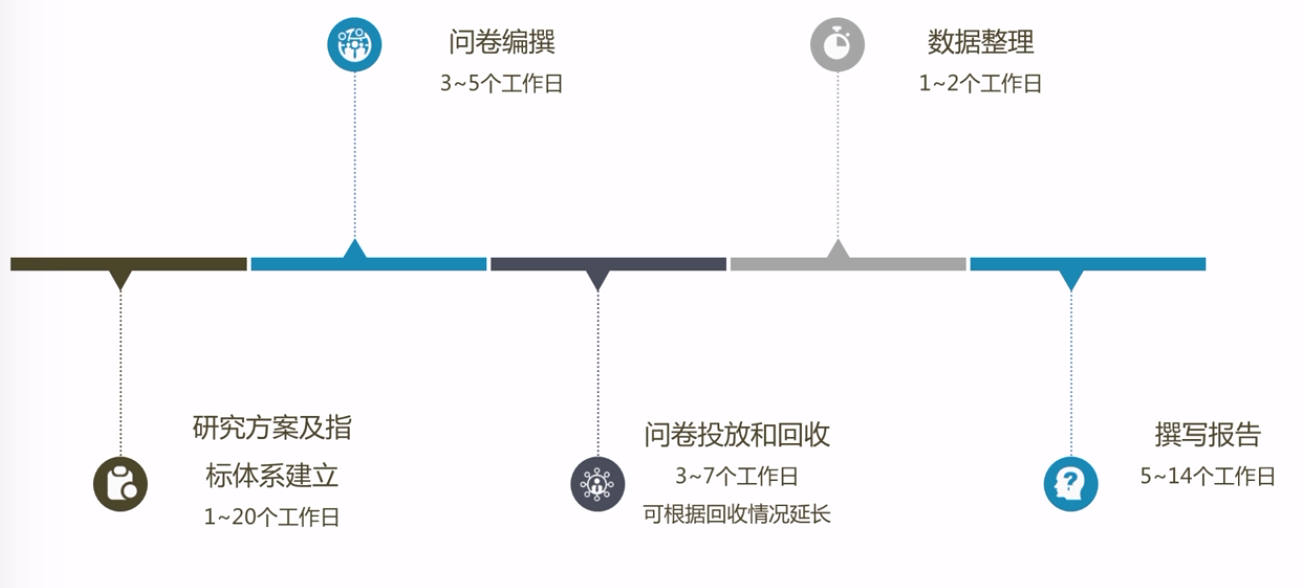 问卷编撰
3~5个工作日
数据整理
1~2个工作日
研究方案及指
标体系建立
1~20个工作日
问卷投放和回收
3~7个工作日
可根据回收情况延长
撰写报告
5~14个工作日